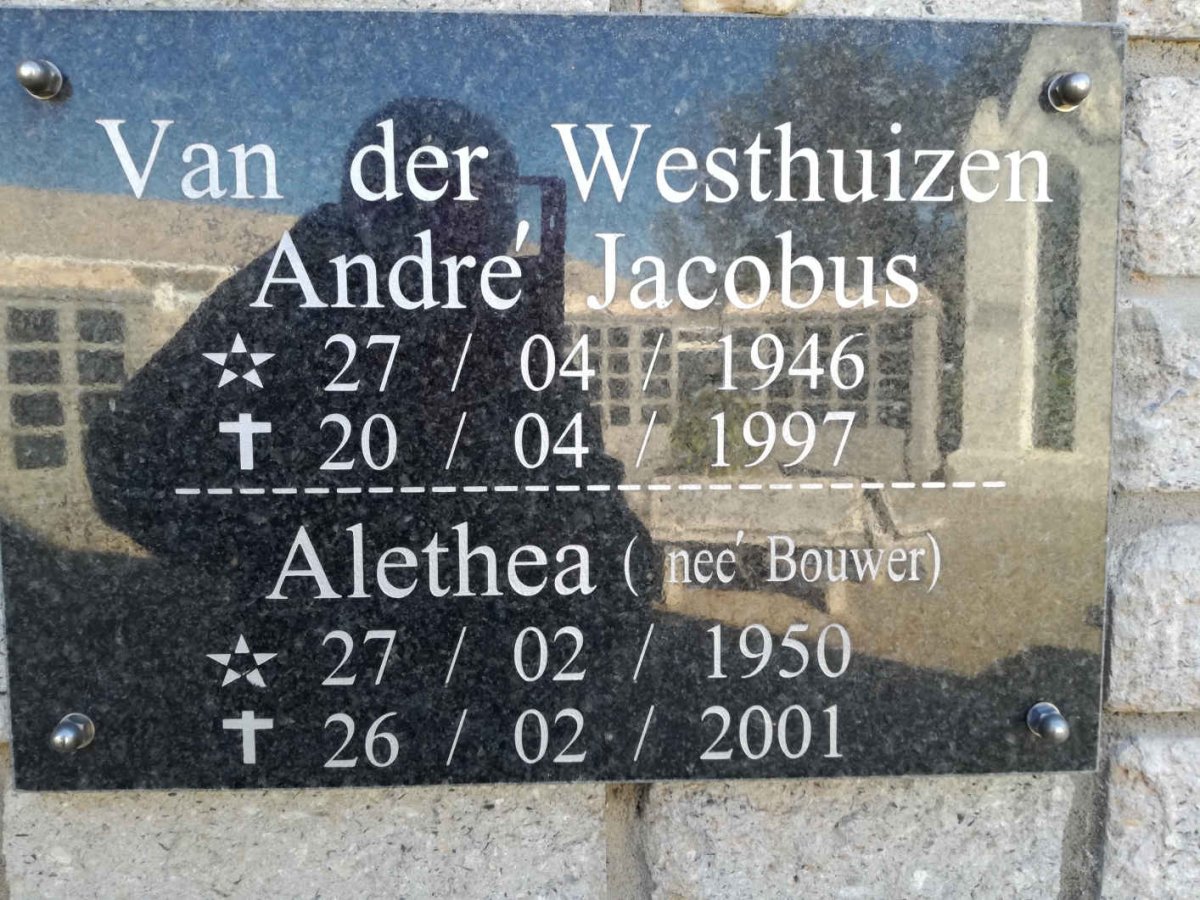 Van der Westhuizen
André Jacobus
27 / 04 / 1946
20 / 04 / 1997
Alethea ( neé Bouwer)
27 / 02 / 1950
26 / 02 / 2001